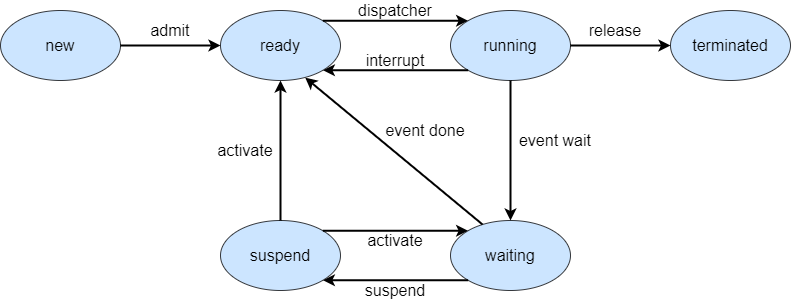 dispatcher
admit
release
new
ready
running
terminated
interrupt
event done
event wait
activate
activate
suspend
waiting
suspend